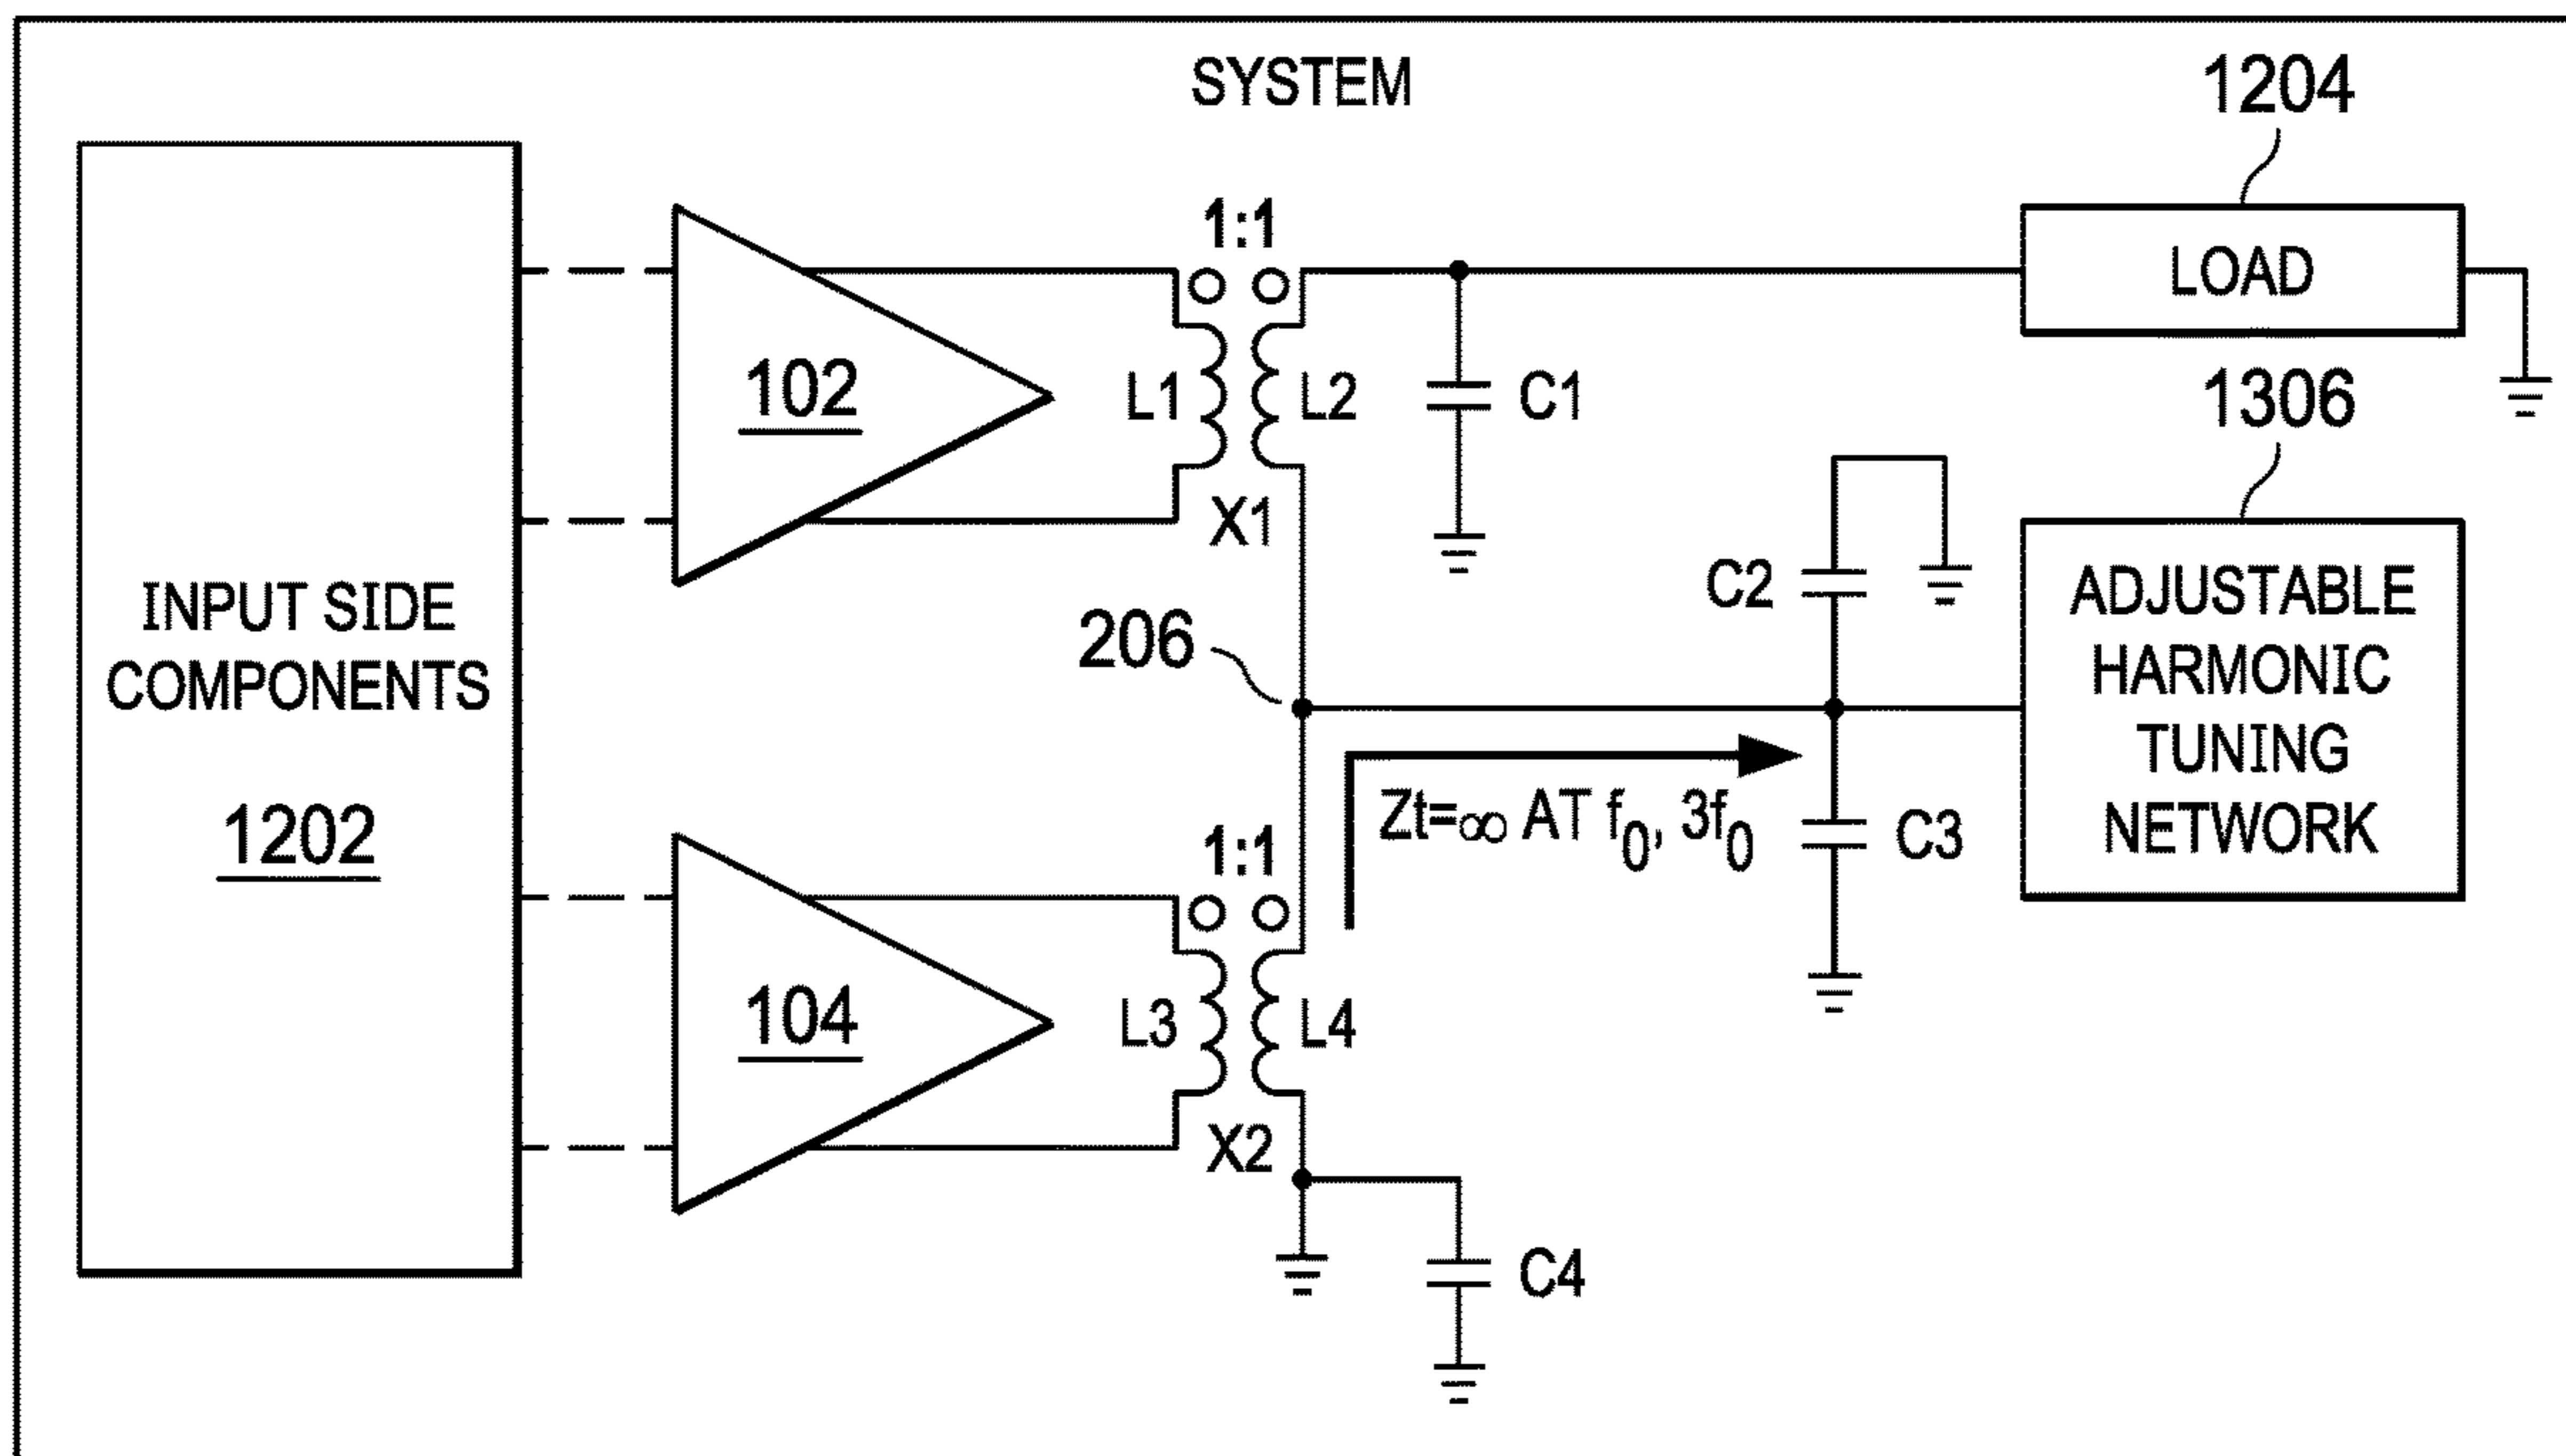 SYSTEM
1204
1:1
LOAD
102
L1
L2
C1
1306
X1
C2
INPUT SIDE
COMPONENTS
1202
206
ADJUSTABLE
HARMONIC
TUNING
NETWORK
Zt=∞ AT f0, 3f0
C3
1:1
104
L3
L4
X2
C4